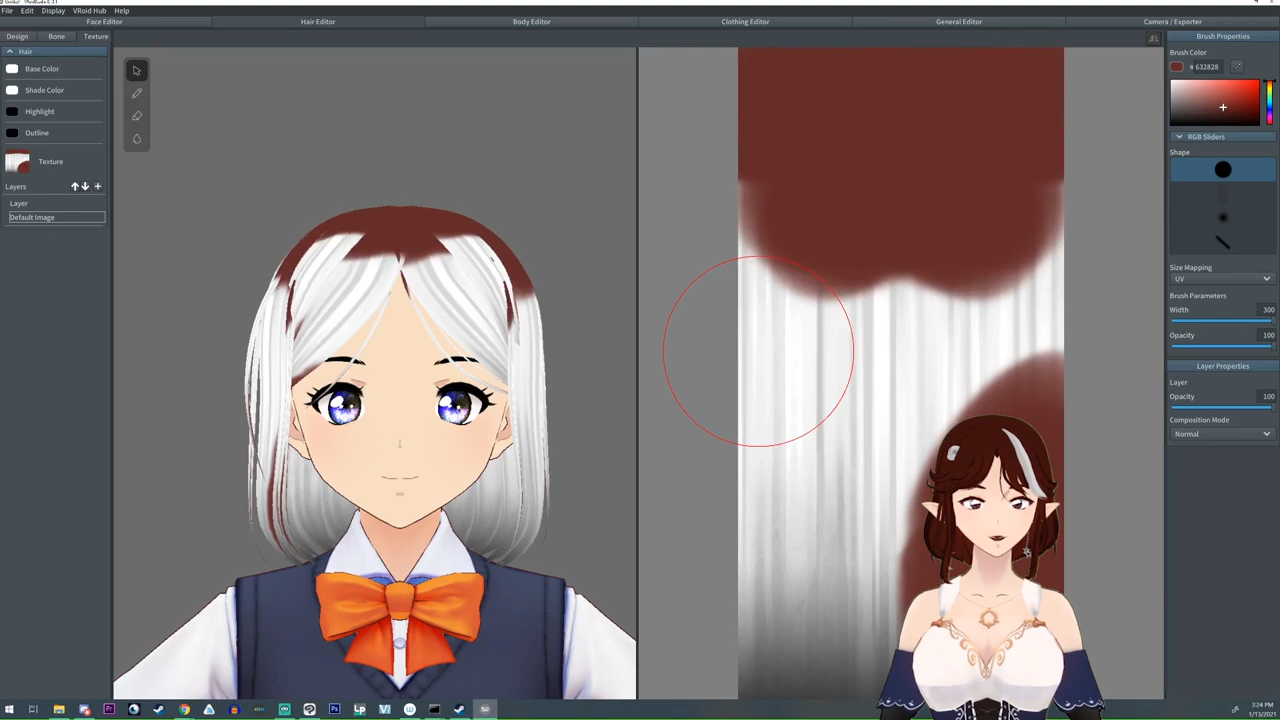 File Edit Display VRoid Hub Help
Face Editor Hair Editor Body Editor Clothing Editor General Editor Camera / Exporter
Design Bone Texture
Hair
Base Color
Shade Color
Highlight
Outline
Texture
Layers
Layer
Default Image
Brush Properties
Brush Color
# 632828
RGB Sliders
Shape
Size Mapping
UV
Brush Parameters
Width 300
Opacity 100
Layer Properties
Layer
Opacity 100
Composition Mode
Normal
3:24 PM
1/13/2021